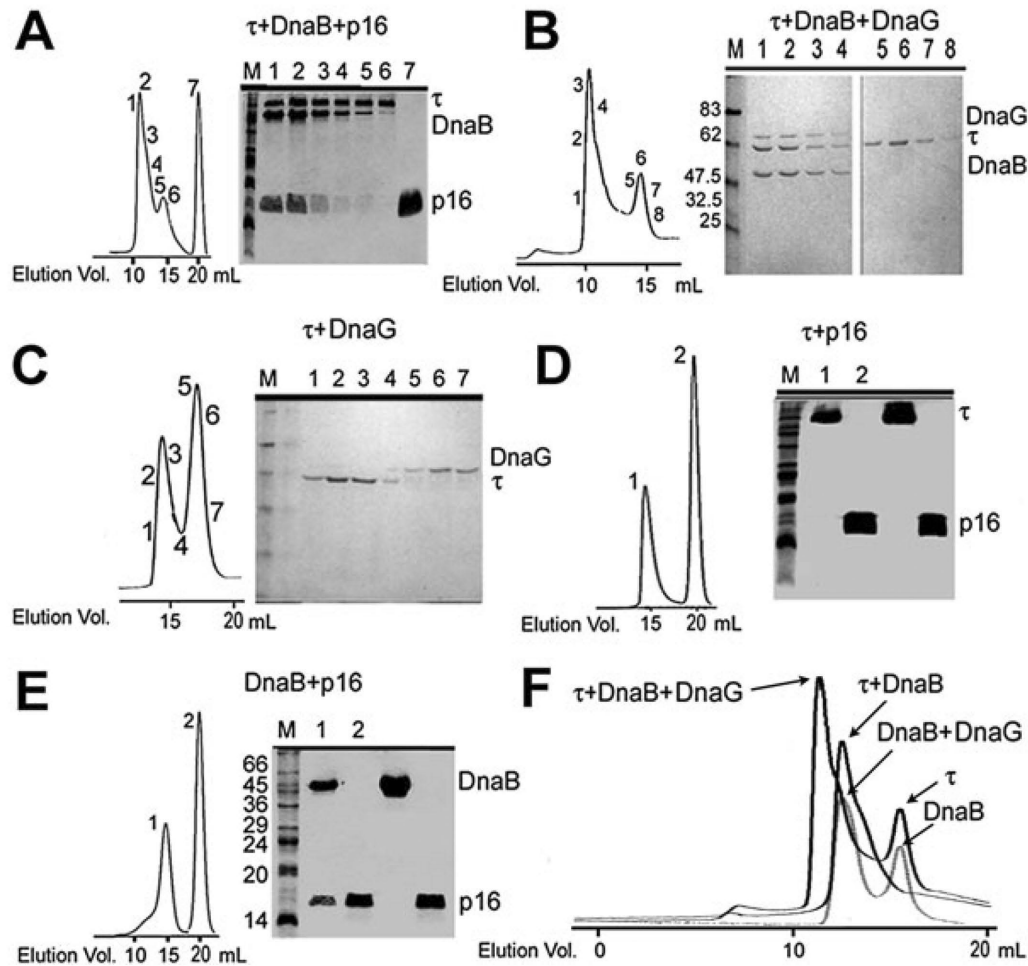 A
τ+DnaB+p16
2
1
3
4
5
6
7
M 1 2 3 4 5 6 7
τ
DnaB
p16
Elution Vol. 10 15 20 mL
B
τ+DnaB+DnaG
3
4
2
1
6
5
7
8
M 1 2 3 4 5 6 7 8
83
62
47.5
32.5
25
DnaG
τ
DnaB
Elution Vol. 10 15 mL
C
τ+DnaG
5
3
6
2
7
1
4
M 1 2 3 4 5 6 7
DnaG
τ
Elution Vol. 15 20 mL
D
τ+p16
2
1
M 1 2
τ
p16
Elution Vol. 15 20 mL
E
DnaB+p16
2
1
M 1 2
66
45
36
29
24
20
14
DnaB
p16
Elution Vol. 10 15 20 mL
F
τ+DnaB+DnaG
τ+DnaB
DnaB+DnaG
τ
DnaB
Elution Vol. 0 10 20 mL